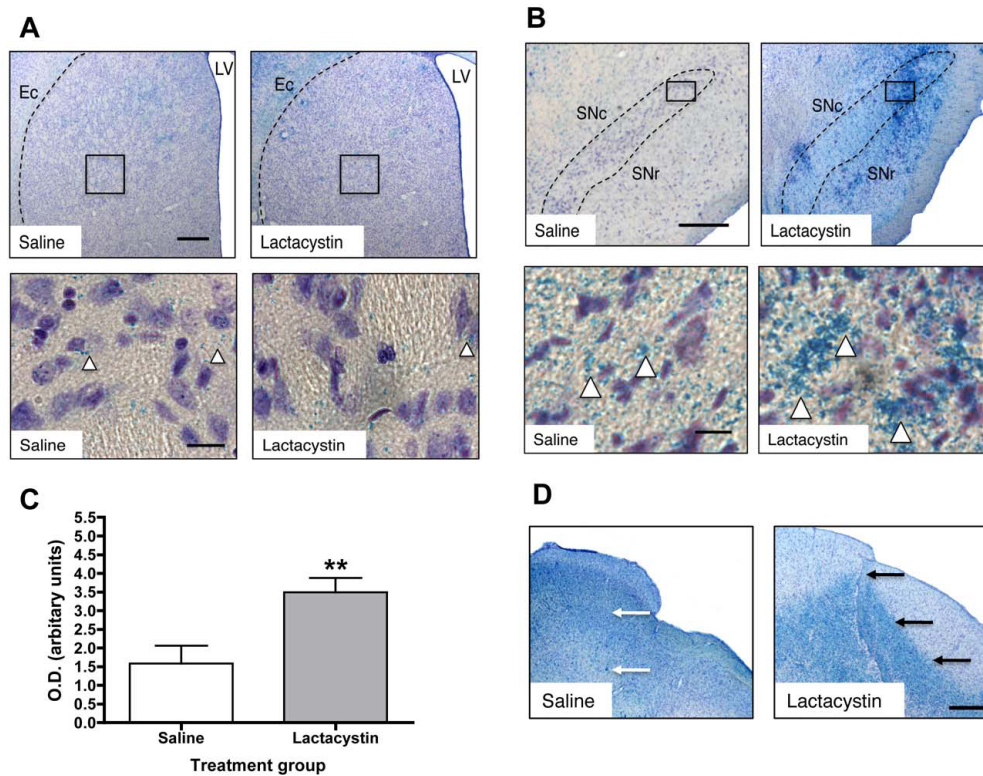 A
B
Ec
LV
Saline
Ec
LV
Lactacystin
SNc
SNr
Saline
SNc
SNr
Lactacystin
Saline
Lactacystin
Saline
Lactacystin
C
D
O.D. (arbitary units)
5.5
5.0
4.5
4.0
3.5
3.0
2.5
2.0
1.5
1.0
0.5
0.0
**
Saline
Lactacystin
Treatment group
Saline
Lactacystin